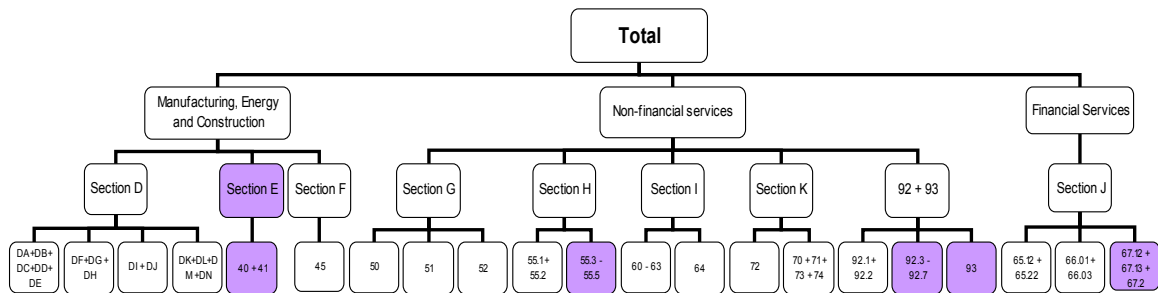 Total
Manufacturing, Energy
and Construction
Non-financial services
Financial Services
Section D
Section E
Section F
Section G
Section H
Section I
Section K
92 + 93
Section J
DA+DB+
DC+DD+
DE
DF+DG +
DH
DI + DJ
DK+DL+D
M +DN
40 + 41
45
50
51
52
55.1+
55.2
55.3 -
55.5
60 - 63
64
72
70 + 71+
73 + 74
92.1+
92.2
92.3 -
92.7
93
65.12 +
65.22
66.01 +
66.03
67.12 +
67.13 +
67.2